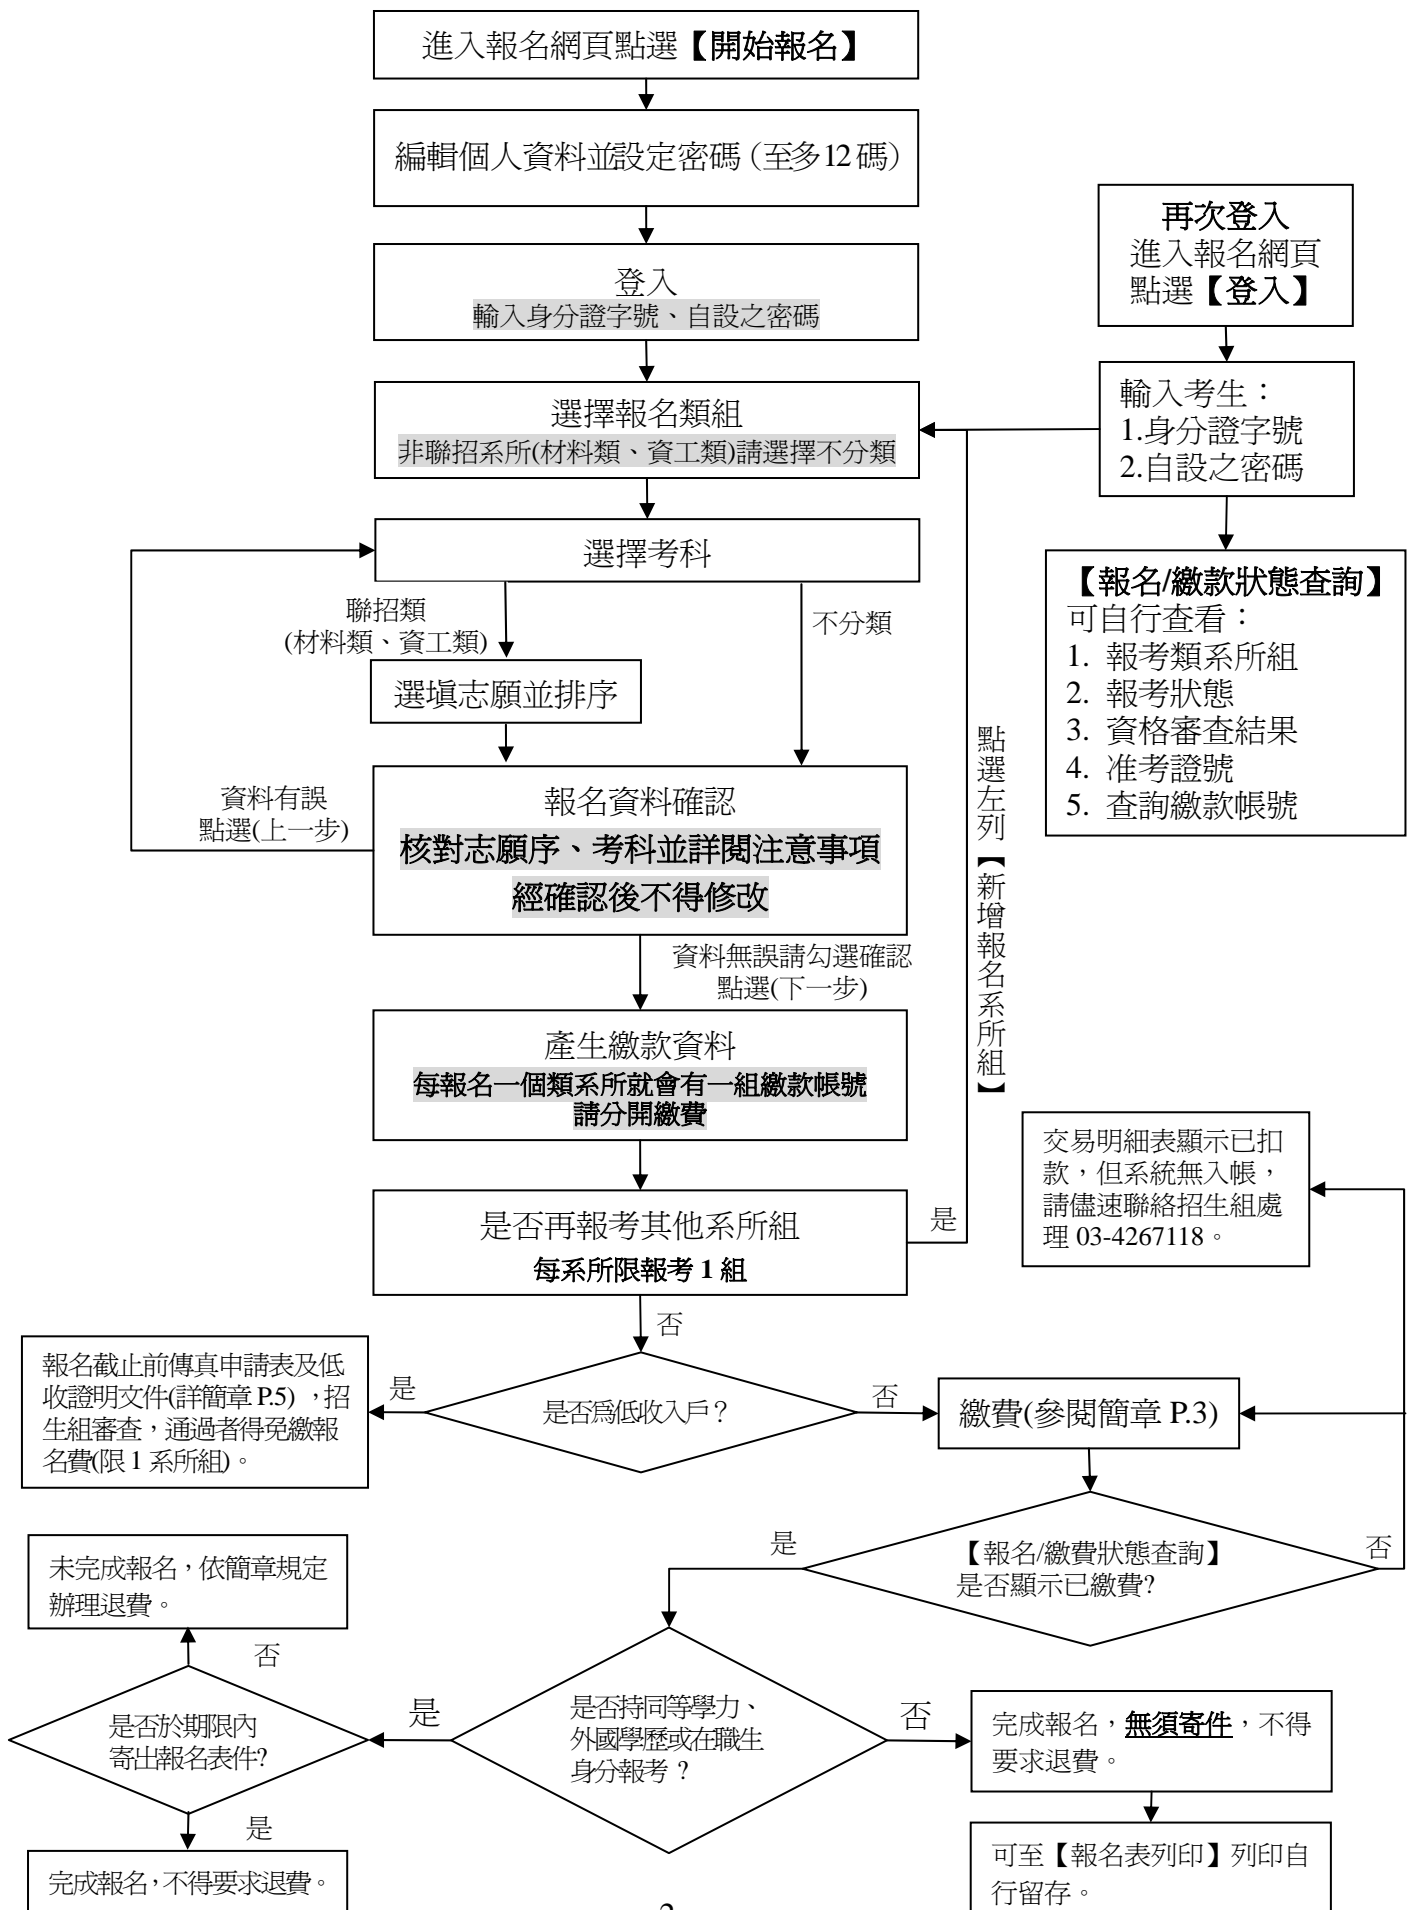 進入報名網頁點選【開始報名】
編輯個人資料並設定密碼（至多12碼）
登入
輸入身分證字號、自設之密碼
再次登入
進入報名網頁
點選【登入】
選擇報名類組
非聯招系所(材料類、資工類)請選擇不分類
輸入考生：
1.身分證字號
2.自設之密碼
選擇考科
聯招類
(材料類、資工類)
不分類
選填志願並排序
【報名/繳款狀態查詢】
可自行查看：
1. 報考類系所組
2. 報考狀態
3. 資格審查結果
4. 准考證號
5. 查詢繳款帳號
資料有誤
點選(上一步)
報名資料確認
核對志願序、考科並詳閱注意事項
經確認後不得修改
點選左列【新增報名系所組】
資料無誤請勾選確認
點選(下一步)
產生繳款資料
每報名一個類系所就會有一組繳款帳號
請分開繳費
是否再報考其他系所組
每系所限報考 1 組
是
交易明細表顯示已扣
款，但系統無入帳，
請儘速聯絡招生組處
理 03-4267118。
否
報名截止前傳真申請表及低
收證明文件(詳簡章 P.5) ，招
生組審查，通過者得免繳報
名費(限 1 系所組)。
是
是否為低收入戶？
否
繳費(參閱簡章 P.3)
【報名/繳費狀態查詢】
是否顯示已繳費?
是
否
未完成報名，依簡章規定
辦理退費。
否
是否於期限內
寄出報名表件?
是
是否持同等學力、
外國學歷或在職生
身分報考？
否
完成報名，無須寄件，不得
要求退費。
是
完成報名，不得要求退費。
可至【報名表列印】列印自
行留存。